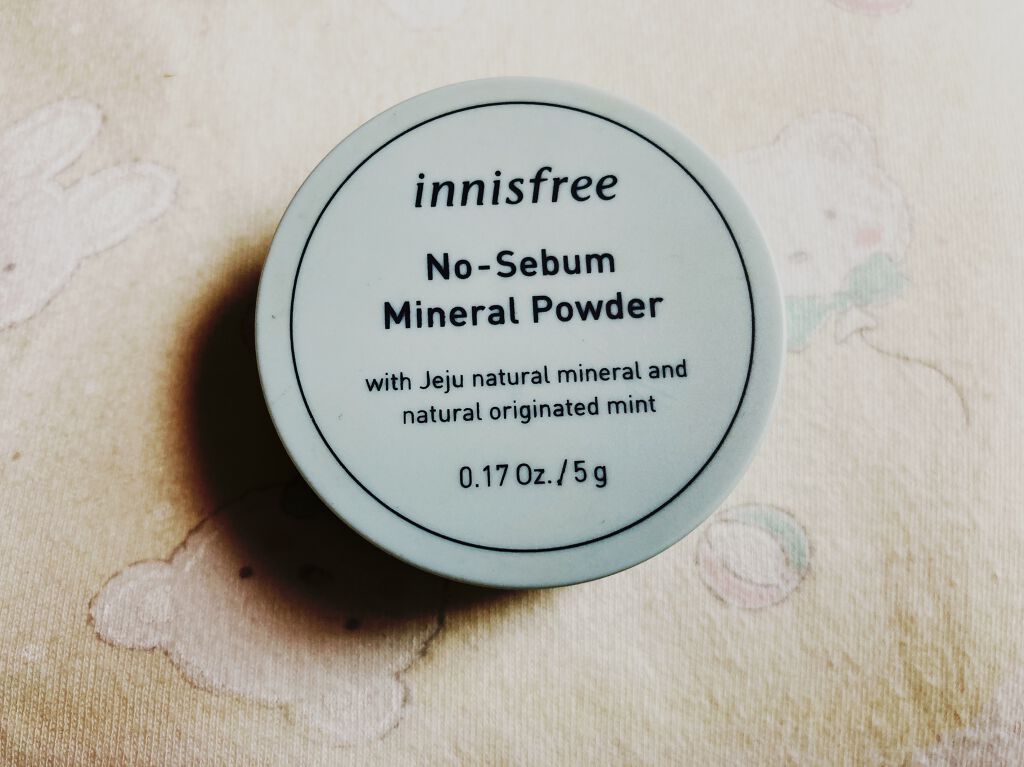 innisfree
No-Sebum
Mineral Powder
with Jeju natural mineral and
natural originated mint
0.17 Oz./5 g